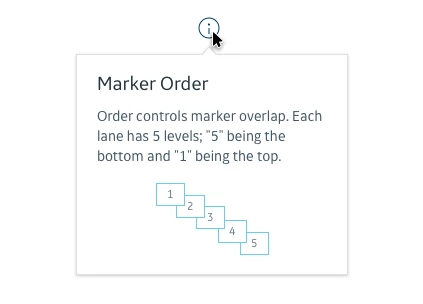 Marker Order
Order controls marker overlap. Each
lane has 5 levels; "5" being the
bottom and "1" being the top.
1
2
3
4
5